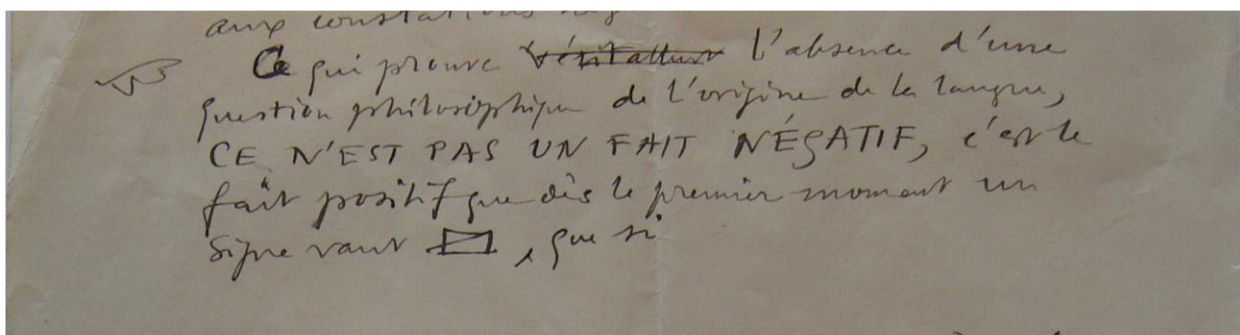 aux constatations
Ce qui prouve l'absence d'une
question philosophique de l'origine de la langue,
CE N'EST PAS UN FAIT NÉGATIF, c'est le
fait positif que dès le premier moment un
signe vaut , que si